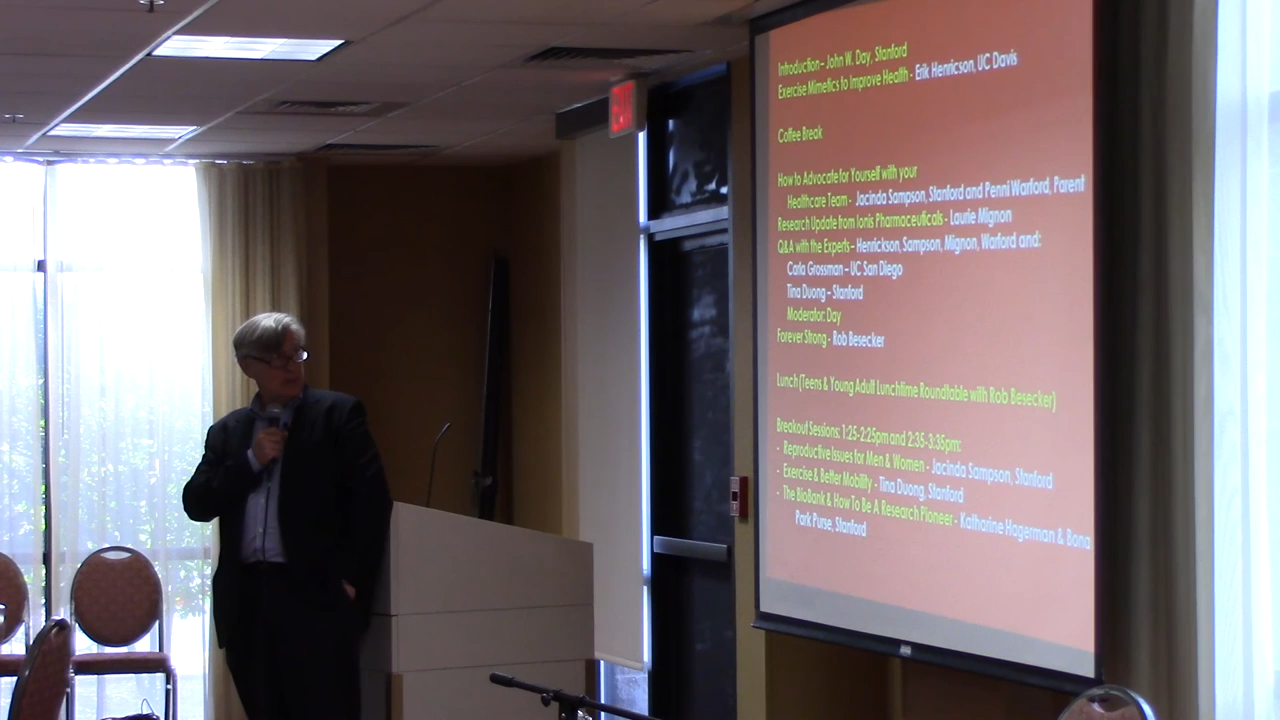 EXIT
Introduction – John W. Day, Stanford
Exercise Mimetics to Improve Health - Erik Henricson, UC Davis
Coffee Break
How to Advocate for Yourself with your
Healthcare Team - Jacinda Sampson, Stanford and Penni Warford, Parent
Research Update from Ionis Pharmaceuticals - Laurie Mignon
Q&A with the Experts – Henrickson, Sampson, Mignon, Warford and:
Carla Grossman – UC San Diego
Tina Duong – Stanford
Moderator: Day
Forever Strong - Rob Besecker
Lunch (Teens & Young Adult Lunchtime Roundtable with Rob Besecker)
Breakout Sessions: 1:25-2:25pm and 2:35-3:35pm:
- Reproductive Issues for Men & Women - Jacinda Sampson, Stanford
- Exercise & Better Mobility - Tina Duong, Stanford
- The BioBank & How To Be A Research Pioneer - Katharine Hagerman & Bona
Park Purse, Stanford